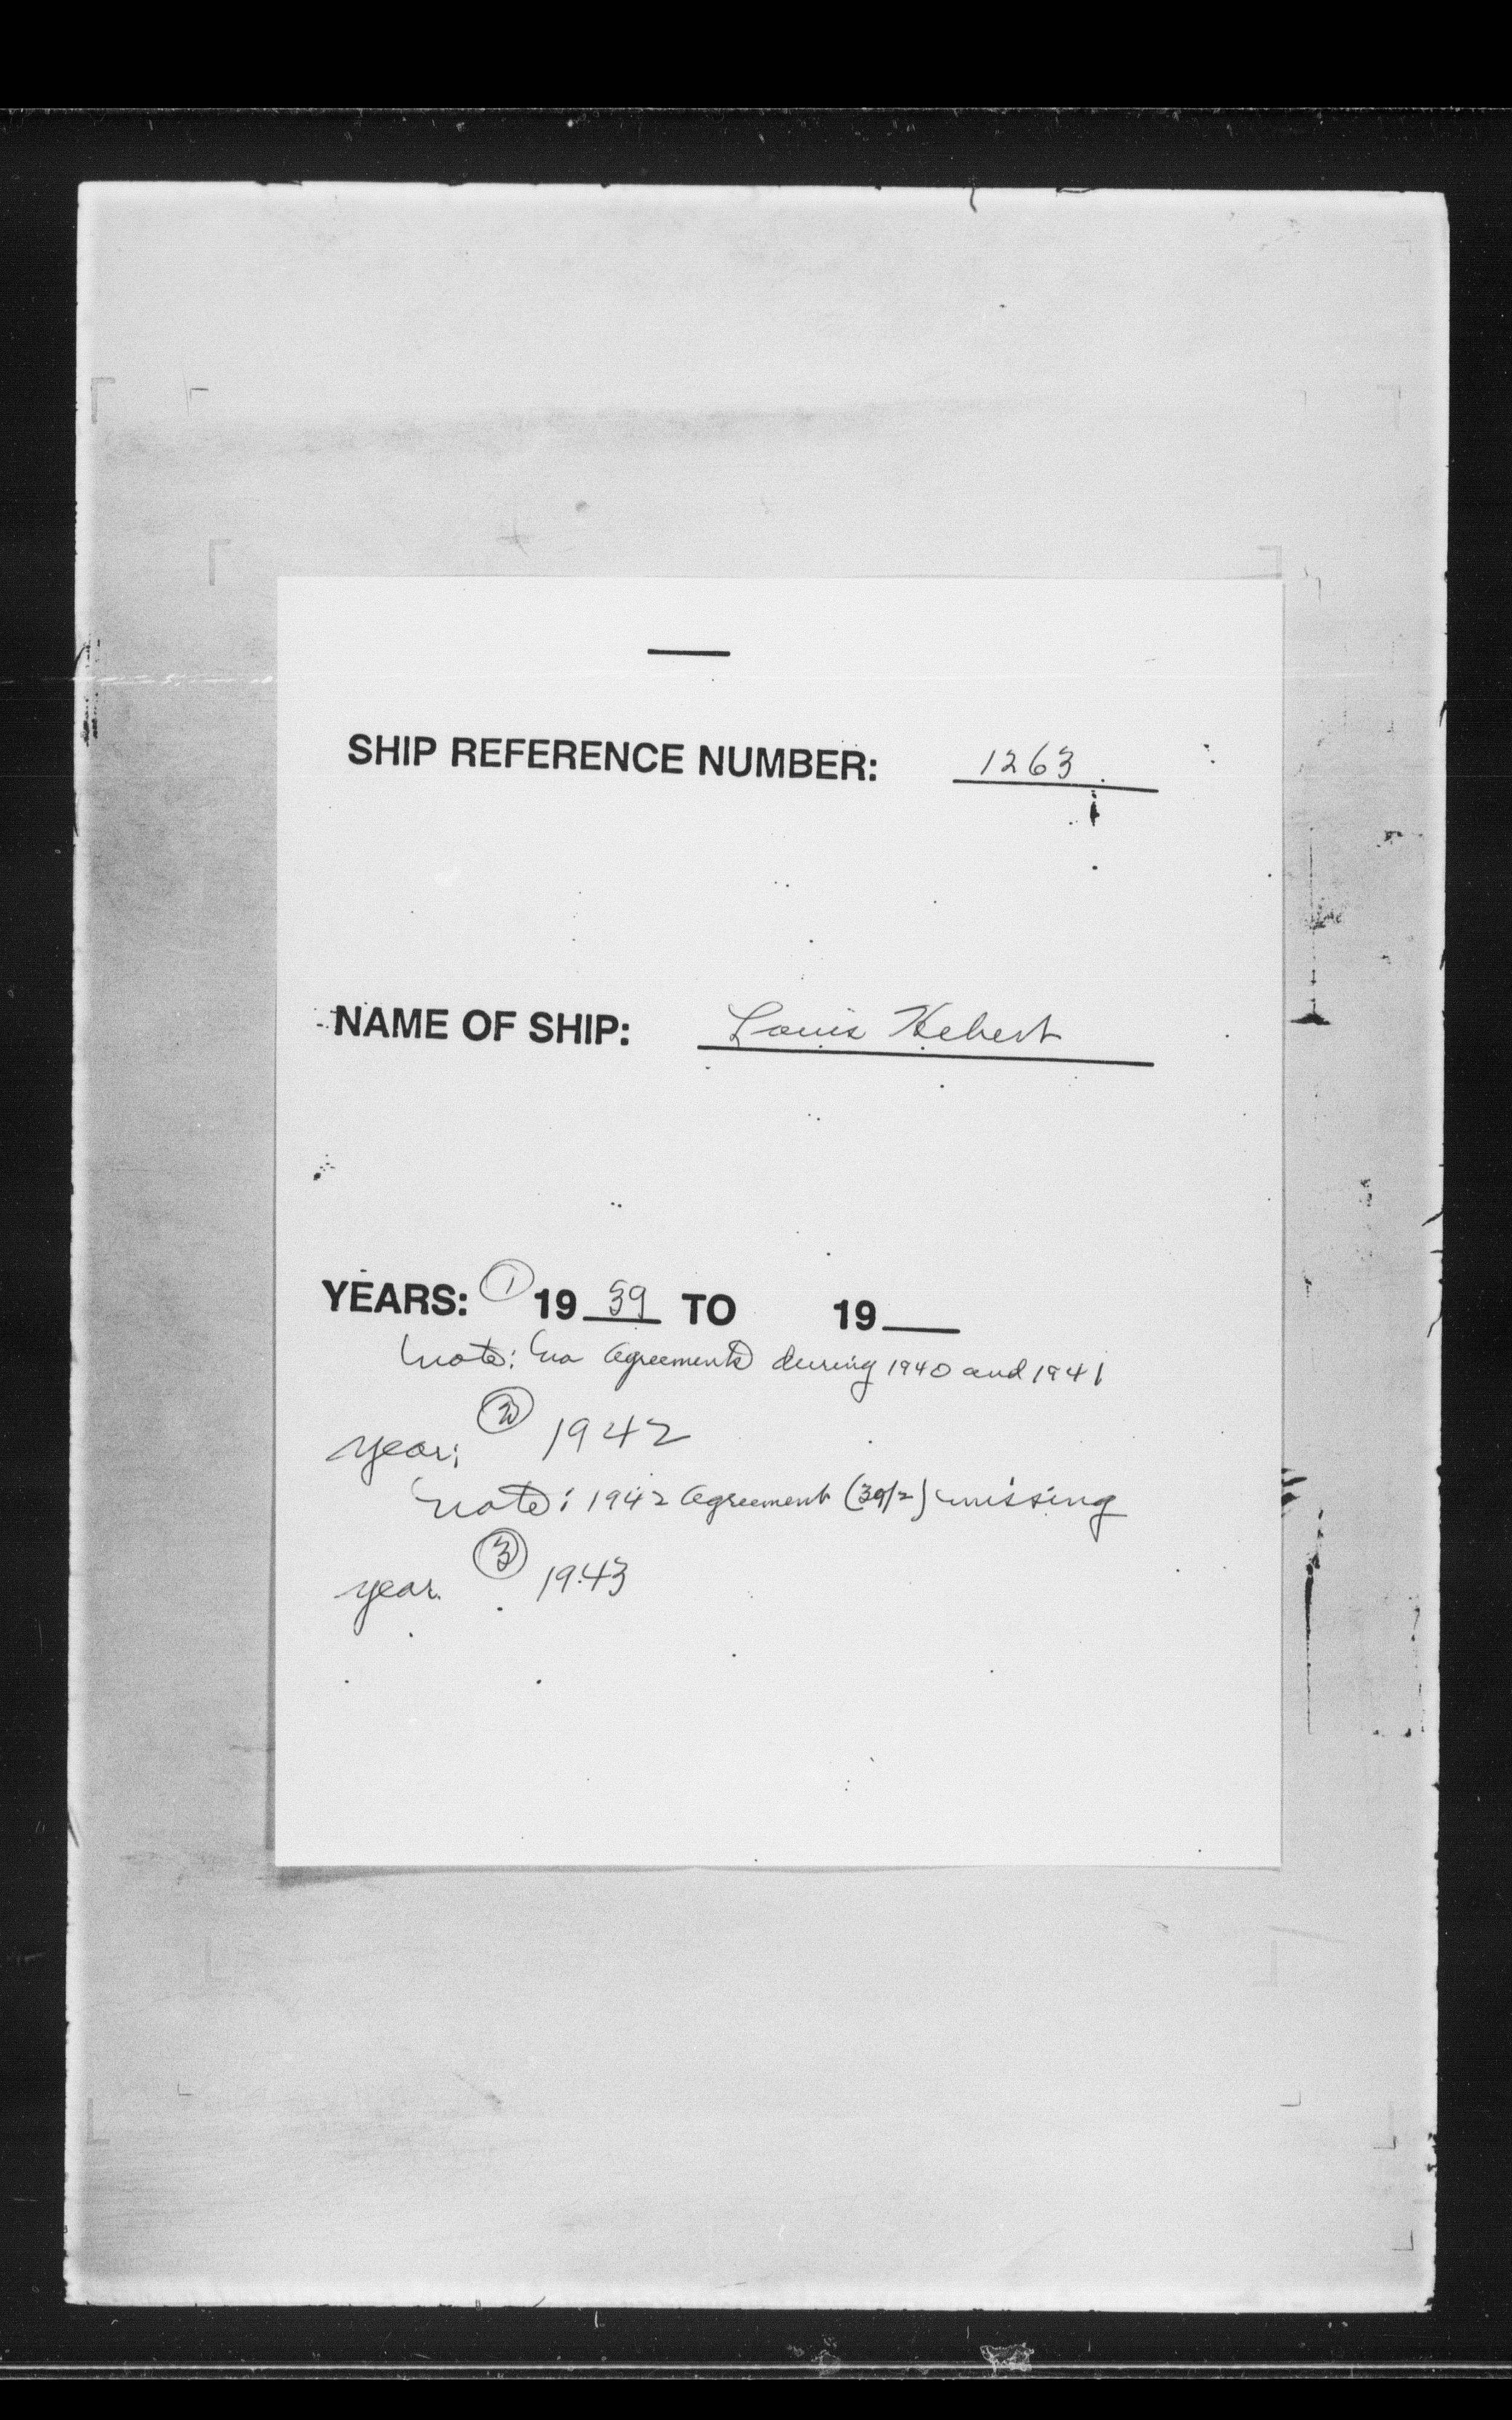 SHIP REFERENCE NUMBER: 1263
NAME OF SHIP: Louis Hebert
YEARS: ① 19 39 TO 19
Note: No Agreements during 1940 and 1941
year: ② 1942
note: 1942 Agreement (30/2) missing
year. ③ 1943